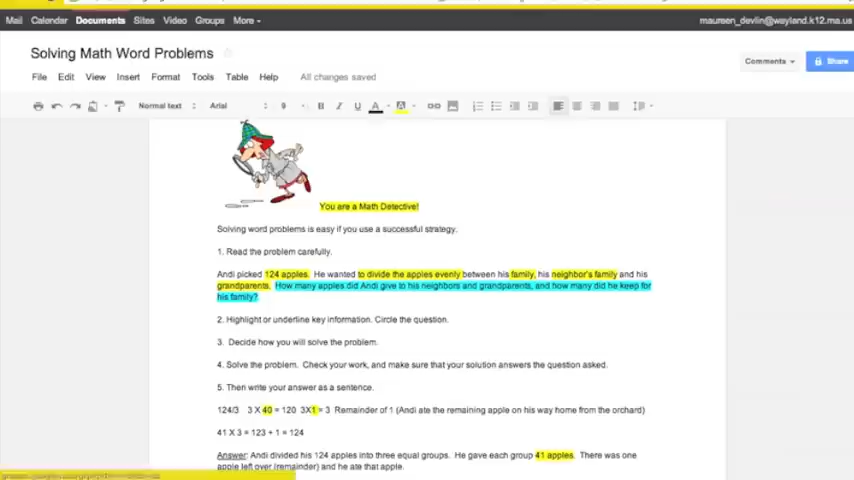 Mail Calendar Documents Sites Video Groups More
maureen_devlin@wayland.k12.ma.us
Solving Math Word Problems
Comments Share
File Edit View Insert Format Tools Table Help All changes saved
Normal text Arial 9 B I U A A
You are a Math Detective!
Solving word problems is easy if you use a successful strategy.
1. Read the problem carefully.
Andi picked 124 apples. He wanted to divide the apples evenly between his family, his neighbor's family and his
grandparents. How many apples did Andi give to his neighbors and grandparents, and how many did he keep for
his family?
2. Highlight or underline key information. Circle the question.
3. Decide how you will solve the problem.
4. Solve the problem. Check your work, and make sure that your solution answers the question asked.
5. Then write your answer as a sentence.
124/3 3 X 40 = 120 3X1 = 3 Remainder of 1 (Andi ate the remaining apple on his way home from the orchard)
41 X 3 = 123 + 1 = 124
Answer: Andi divided his 124 apples into three equal groups. He gave each group 41 apples. There was one
apple left over (remainder) and he ate that apple.